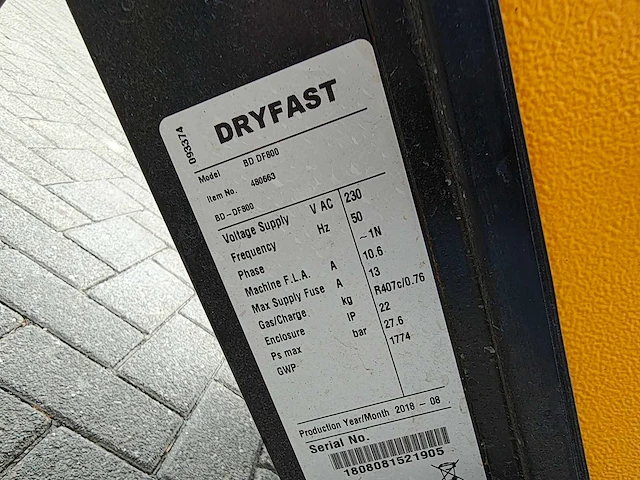 093374
DRYFAST
Model BD DF800
Item No. 480663
BD-DF800
Voltage Supply V AC 230
Frequency Hz 50
Phase ~1N
Machine F.L.A. A 10.6
Max Supply Fuse A 13
Gas/Charge kg R407c/0.76
Enclosure IP 22
Ps max bar 27.6
GWP 1774
Production Year/Month 2018 - 08
Serial No.
1808081521905